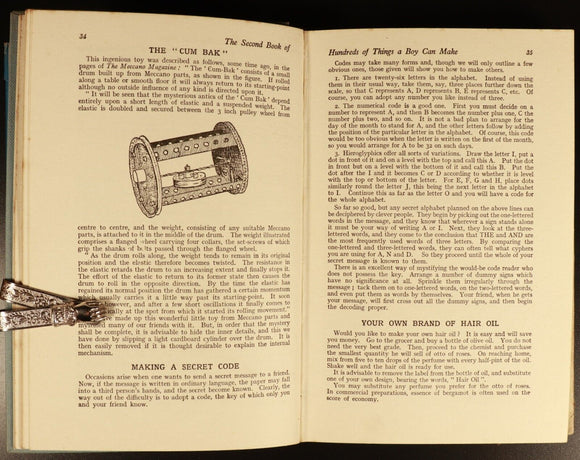 34
The Second Book of
THE "CUM BAK"
This ingenious toy was described as follows, some time ago, in the
pages of The Meccano Magazine: "The 'Cum-Bak' consists of a small
drum built up from Meccano parts, as shown in the figure. If rolled
along a table or smooth floor it will always return to its starting-point
although no outside influence of any kind is directed upon it.
"It will be seen that the mysterious antics of the 'Cum Bak' depend
entirely upon a short length of elastic and a suspended weight. The
elastic is doubled and secured between the 3 inch pulley wheel from
centre to centre, and the weight, consisting of any suitable Meccano
parts, is attached to it in the middle of the drum. The weight illustrated
comprises a flanged wheel carrying four collars, the set-screws of which
grip the shanks of bolts passed through the flanged wheel.
"As the drum rolls along, the weight tends to remain in its original
position and the elastic therefore becomes twisted. The resistance in the
elastic retards the drum to an increasing extent and finally stops it.
The effort of the elastic to return to its former state then causes the
drum to roll in the opposite direction. By the time the elastic has
regained its normal position the drum has gathered a certain momentum
usually carries it a little way past its starting-point. It soon
however, and after a few short oscillations it finally comes to
actually at the spot from which it started its rolling movement."
made up this wonderful little toy from Meccano parts and
mystified many of our friends with it. But, in order that the mystery
shall be complete, it is advisable to hide the inner details, and this we
have done by slipping a light cardboard cylinder over the drum. It is
then easily removed if it is thought desirable to explain the internal
mechanism.
MAKING A SECRET CODE
Occasions arise when one wants to send a secret message to a friend.
Now, if the message is written in ordinary language, the paper may fall
into a third person's hands, and the secret become known. Clearly, the
way out of the difficulty is to adopt a code, the key of which only you
and your friend know.
Hundreds of Things a Boy Can Make
35
Codes may take many forms and, though we will only outline a few
obvious ones, those given will show you how to make others.
1. There are twenty-six letters in the alphabet. Instead of using
them in their usual way, take them, say, three places further down the
scale, so that C represents A, D represents B, E represents C, etc. Of
course, you can adopt any number you like instead of three.
2. The numerical code is a good one. First you must decide on a
number to represent A, and then B becomes the number plus one, C the
number plus two, and so on. It is not a bad plan to arrange for the
day of the month to stand for A, and the other letters follow by adding
the position of the particular letter in the alphabet. Of course, this code
would be too obvious when the letter is written on the first of the month,
so you would arrange for A to be 32 on such days.
3. Hieroglyphics offer all sorts of variations. Draw the letter I, put a
dot in front of it and on a level with the top and call this A. Put the dot
in front but on a level with the bottom of it and call this B. Put the
dot after the I and it becomes C or D according to whether it is level
with the top or bottom of the letter. For E, F, G and H, place dots
similarly round the letter J, this being the next letter in the alphabet
to I. Continue this as far as the letter O and you will have a code for
the whole alphabet.
So far so good, but any secret alphabet planned on the above lines can
be deciphered by clever people. They begin by picking out the one-lettered
words in the message, and they know that wherever a sign stands alone
it must be your way of writing A or I. Next, they look at the three-
lettered words, and they come to the conclusion that THE and AND are
the most frequently used words of three letters. By comparing the
one-lettered and three-lettered words, they can often tell what ciphers
you are using for A, N and D. So they proceed until the whole of your
secret message is known to them.
There is an excellent way of mystifying the would-be code reader who
does not possess the key. Arrange a number of dummy signs which
have no significance at all. Sprinkle them irregularly through the
message; tack them on to one-lettered words, on the two-lettered words,
and even put them as words by themselves. Your friend, when he gets
your message, will first cross out all the dummy signs, and then begin
the decoding proper.
YOUR OWN BRAND OF HAIR OIL
Would you like to make your own hair oil? It is easy and will save
you money. Go to the grocer and buy a bottle of olive oil. You do not
need the very best grade. Then, proceed to the chemist and purchase
the smallest quantity he will sell of otto of roses. On reaching home,
mix from five to ten drops of the perfume with every half-pint of the oil.
Shake well and the hair oil is ready for use.
It is advisable to remove the label from the bottle of oil, and substitute
one of your own design, bearing the words, "Hair Oil."
You may substitute any perfume you prefer for the otto of roses.
In commercial preparations, essence of bergamot is often used on the
score of economy.